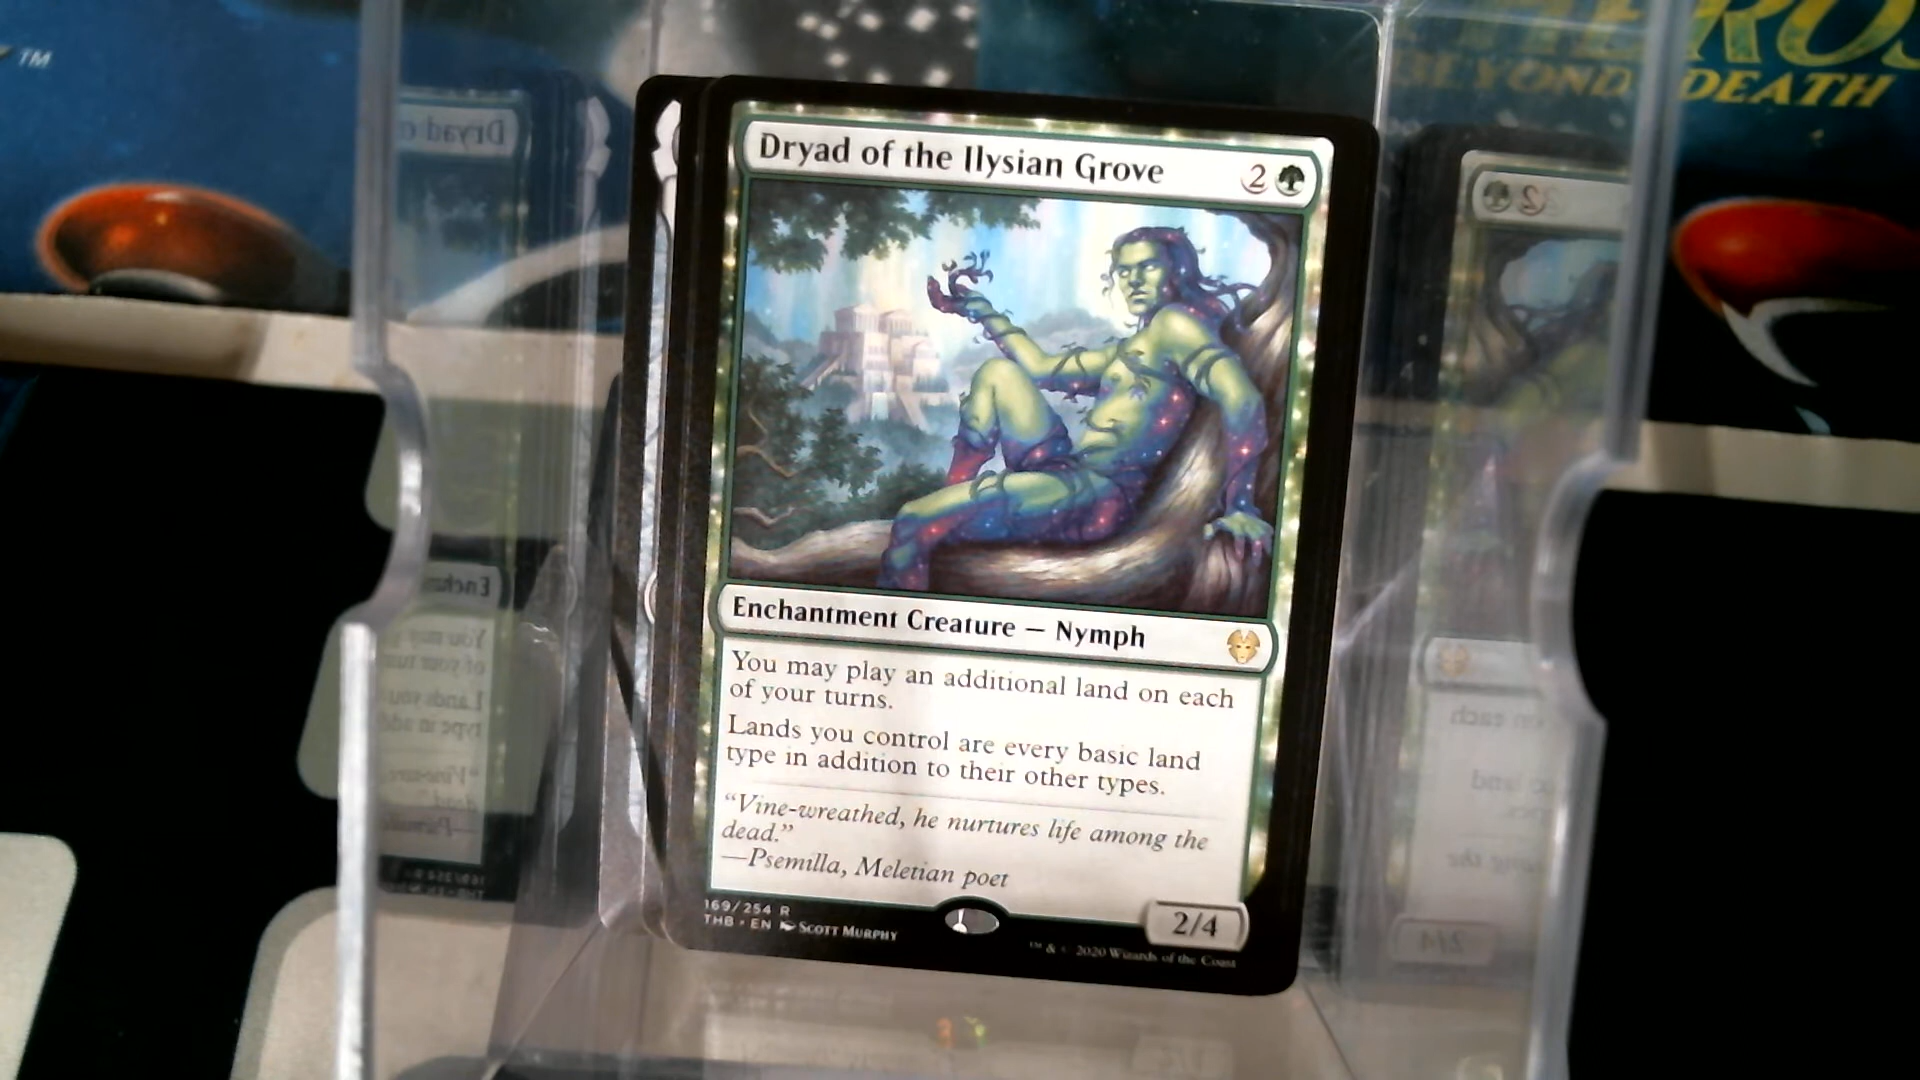 ™
THEROS
BEYOND DEATH
Dryad of the Ilysian Grove 2
Enchantment Creature — Nymph
You may play an additional land on each
of your turns.
Lands you control are every basic land
type in addition to their other types.
“Vine-wreathed, he nurtures life among the
dead.”
—Psemilla, Meletian poet
2/4
169/254 R
THB • EN Scott Murphy
™ & © 2020 Wizards of the Coast